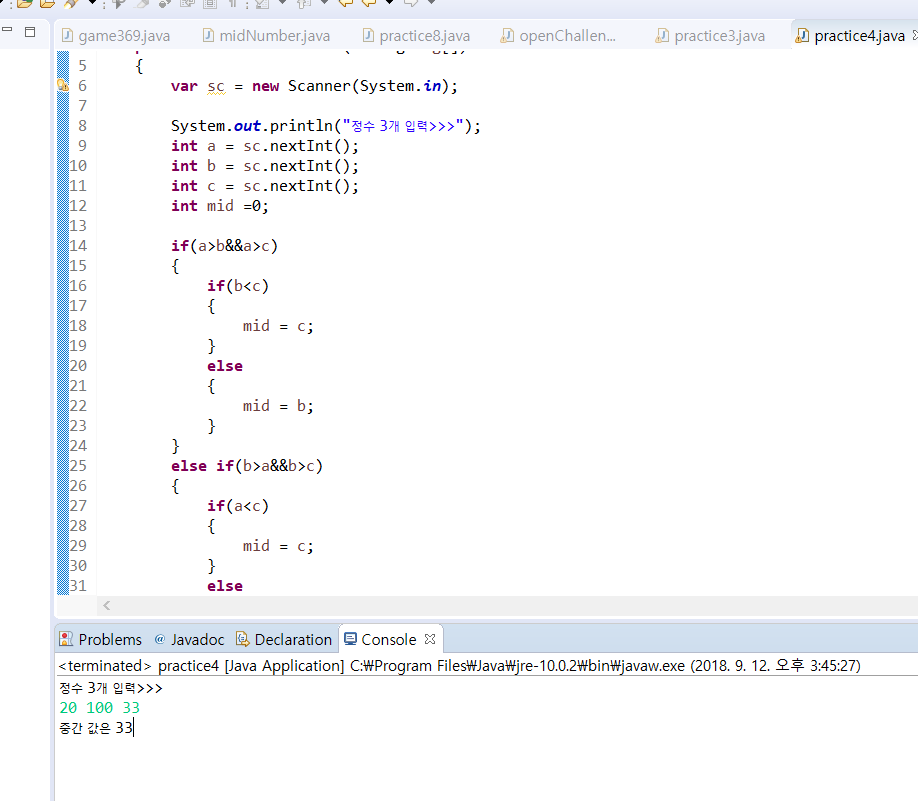 game369.java midNumber.java practice8.java openChallen... practice3.java practice4.java
5 {
6 var sc = new Scanner(System.in);
7
8 System.out.println("정수 3개 입력>>>");
9 int a = sc.nextInt();
10 int b = sc.nextInt();
11 int c = sc.nextInt();
12 int mid =0;
13
14 if(a>b&&a>c)
15 {
16 if(b<c)
17 {
18 mid = c;
19 }
20 else
21 {
22 mid = b;
23 }
24 }
25 else if(b>a&&b>c)
26 {
27 if(a<c)
28 {
29 mid = c;
30 }
31 else
Problems @ Javadoc Declaration Console
<terminated> practice4 [Java Application] C:₩Program Files₩Java₩jre-10.0.2₩bin₩javaw.exe (2018. 9. 12. 오후 3:45:27)
정수 3개 입력>>>
20 100 33
중간 값은 33